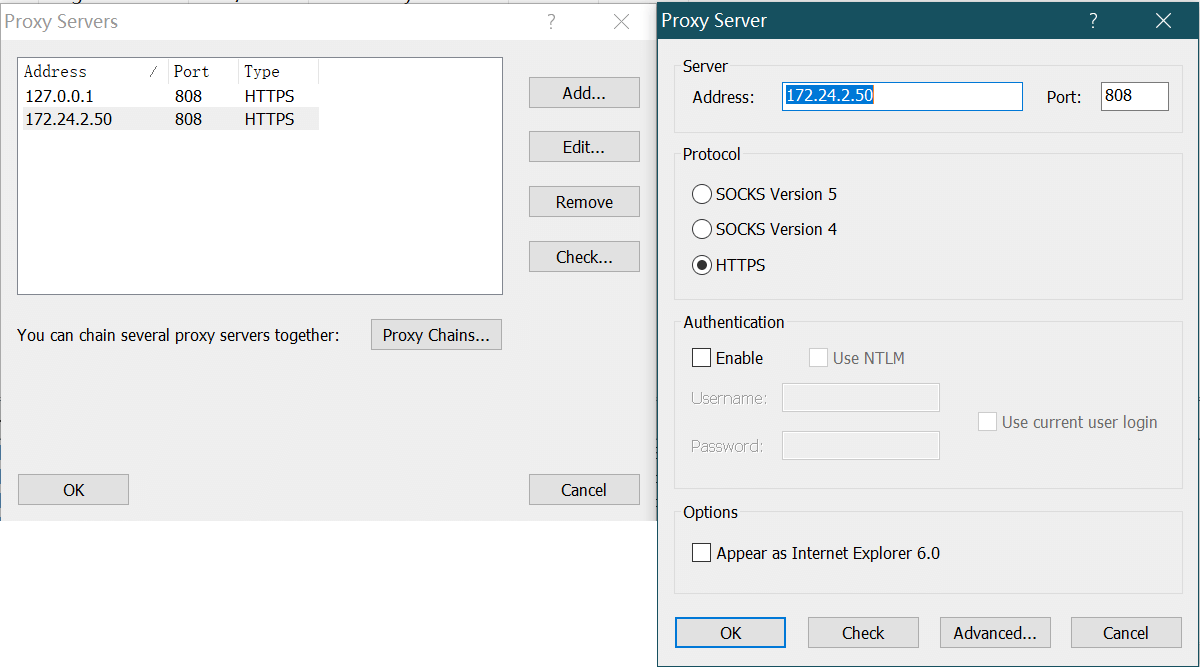 Proxy Servers
Address / Port Type
127.0.0.1 808 HTTPS
172.24.2.50 808 HTTPS
Add...
Edit...
Remove
Check...
You can chain several proxy servers together: Proxy Chains...
OK Cancel
Proxy Server
Server
Address: 172.24.2.50 Port: 808
Protocol
SOCKS Version 5
SOCKS Version 4
HTTPS
Authentication
Enable Use NTLM
Username:
Use current user login
Password:
Options
Appear as Internet Explorer 6.0
OK Check Advanced... Cancel